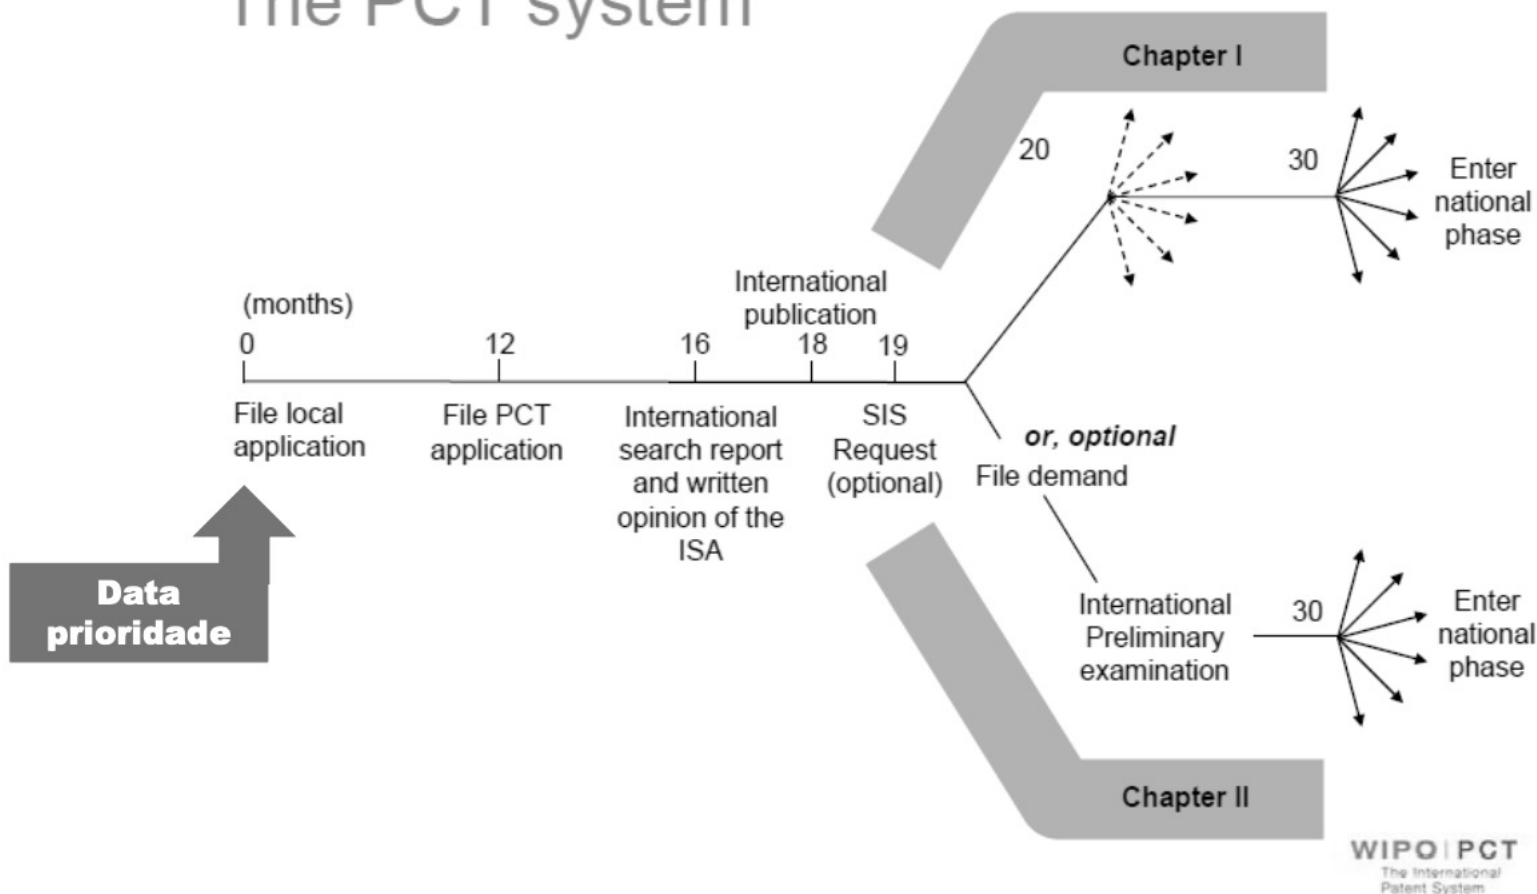 The PCT system
Chapter I
20
30
Enter
national
phase
International
publication
(months)
0
12
16
18
19
File local
application
File PCT
application
International
search report
and written
opinion of the
ISA
SIS
Request
(optional)
or, optional
File demand
Data
prioridade
International
Preliminary
examination
30
Enter
national
phase
Chapter II
WIPO | PCT
The International
Patent System